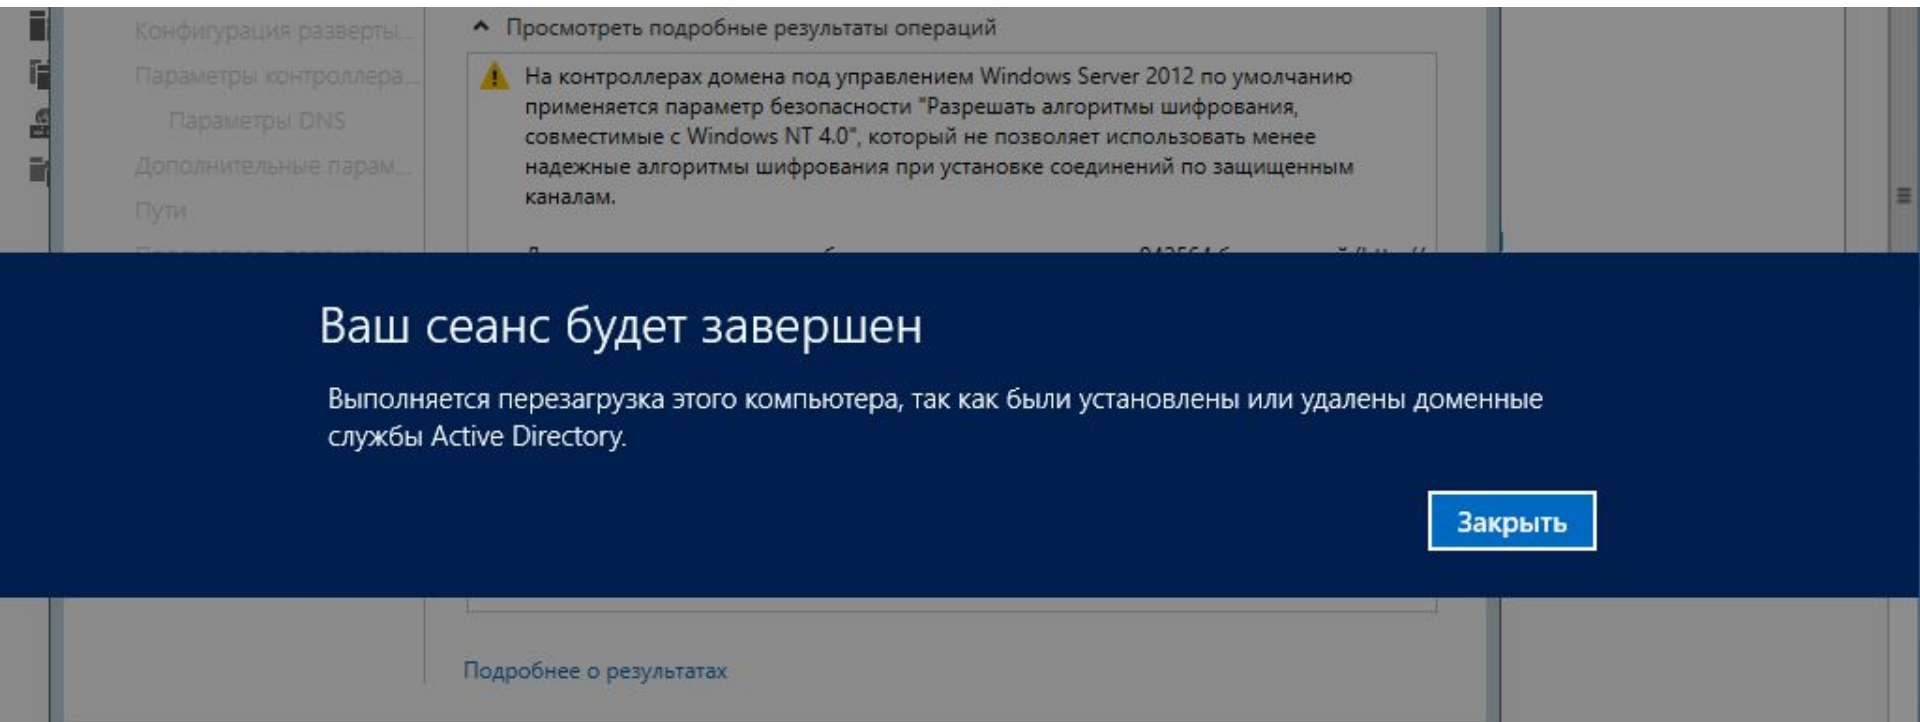 Конфигурация разверты...
Параметры контроллера...
Параметры DNS
Дополнительные парам...
Пути
Просмотреть подробные результаты операций
На контроллерах домена под управлением Windows Server 2012 по умолчанию
применяется параметр безопасности "Разрешать алгоритмы шифрования,
совместимые с Windows NT 4.0", который не позволяет использовать менее
надежные алгоритмы шифрования при установке соединений по защищенным
каналам.
Ваш сеанс будет завершен
Выполняется перезагрузка этого компьютера, так как были установлены или удалены доменные
службы Active Directory.
Закрыть
Подробнее о результатах